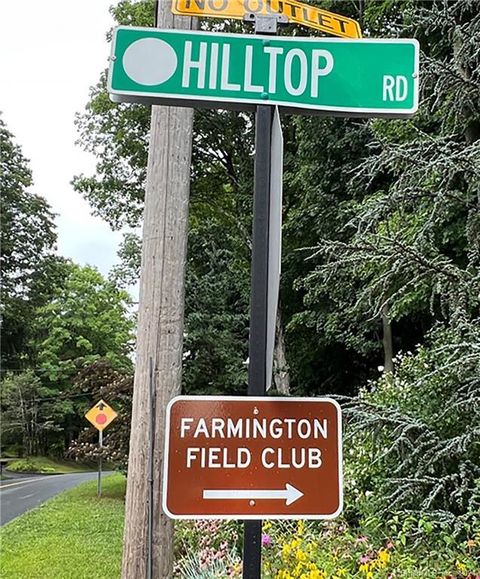 NO OUTLET
HILLTOP RD
FARMINGTON
FIELD CLUB